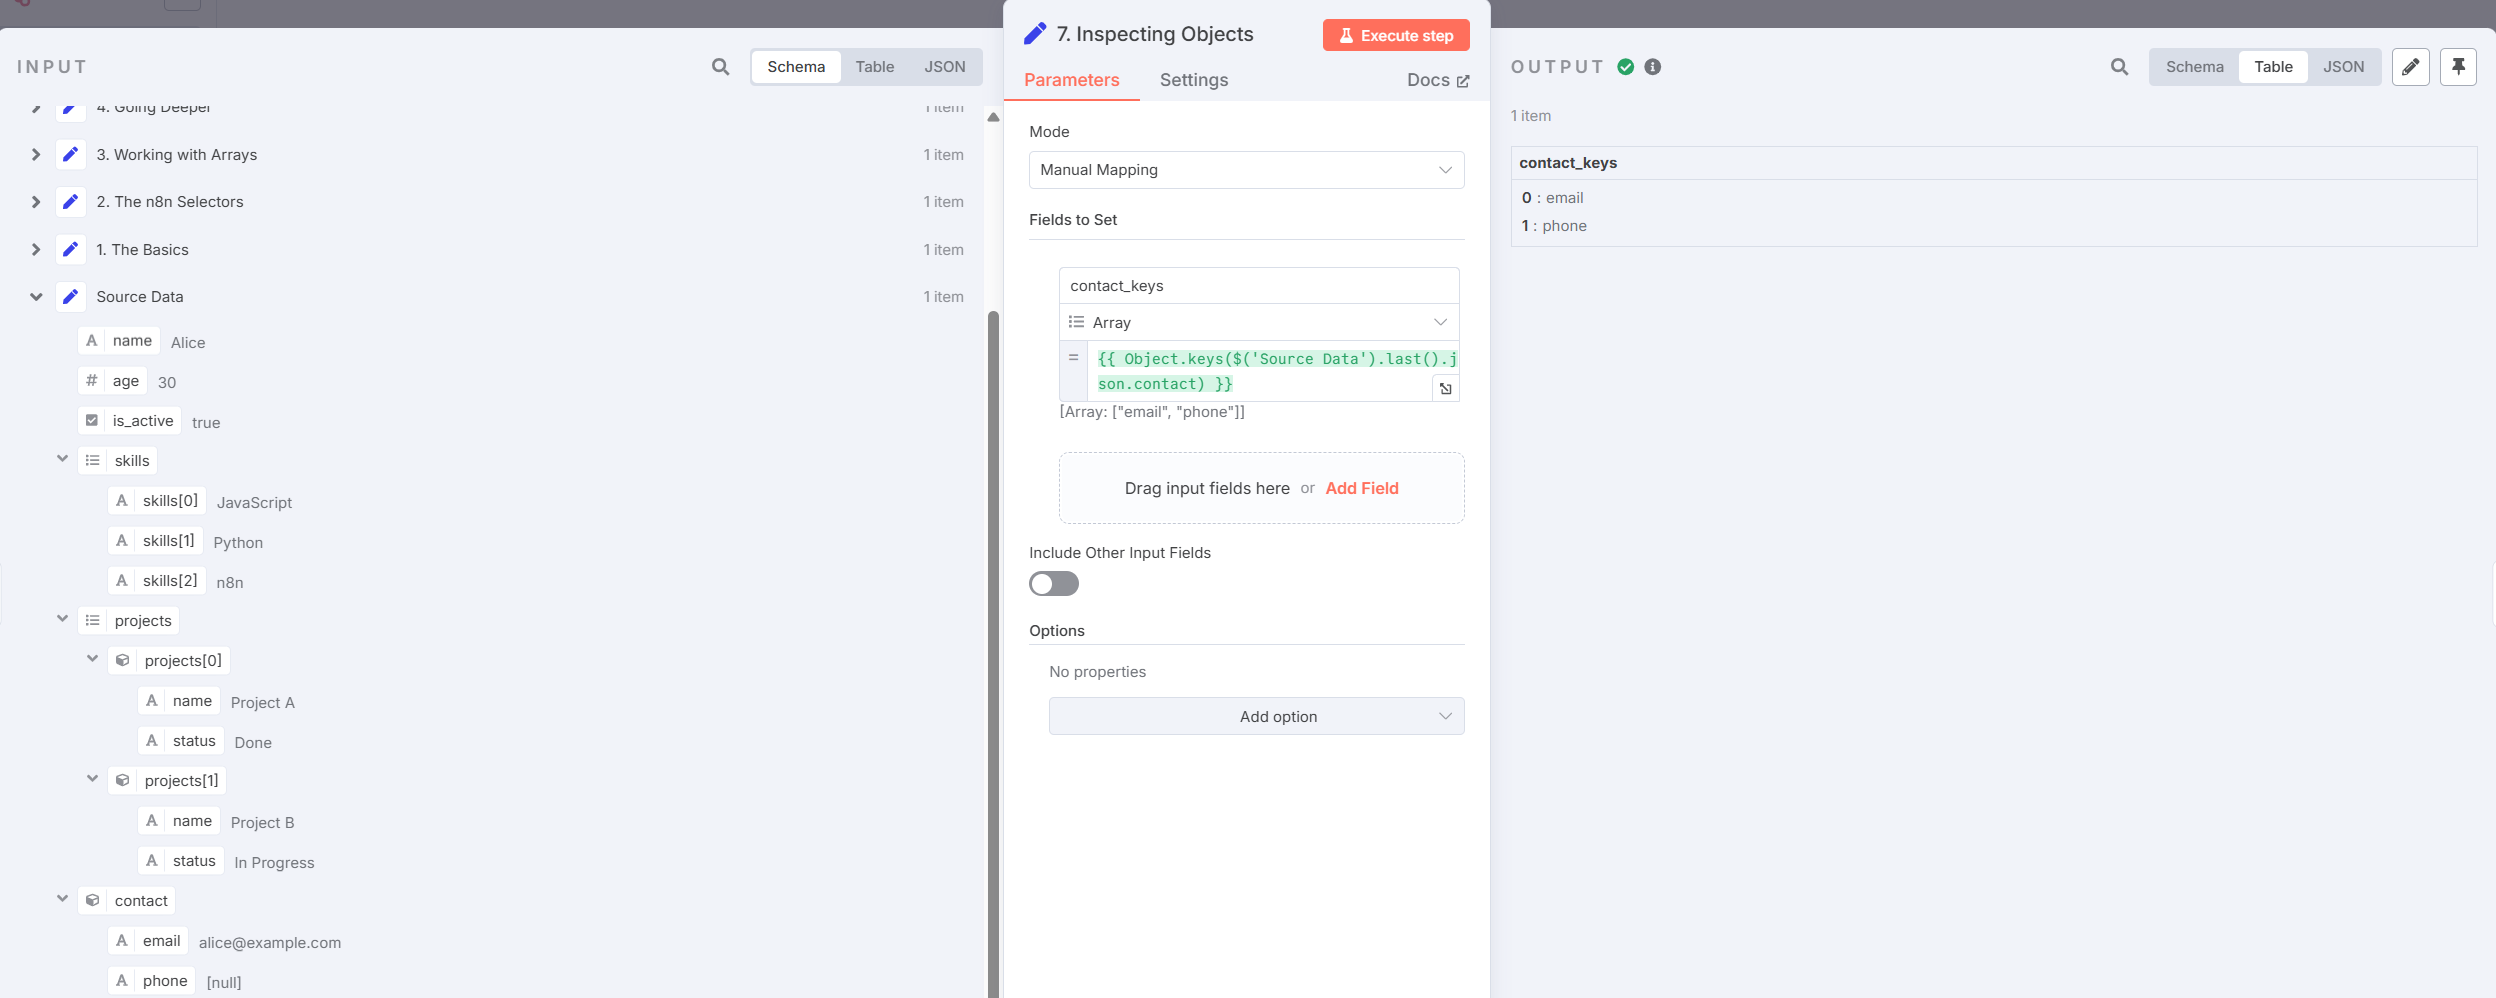 INPUT
Schema
Table
JSON
4. Going Deeper
1 item
3. Working with Arrays
1 item
2. The n8n Selectors
1 item
1. The Basics
1 item
Source Data
1 item
name Alice
age 30
is_active true
skills
skills[0] JavaScript
skills[1] Python
skills[2] n8n
projects
projects[0]
name Project A
status Done
projects[1]
name Project B
status In Progress
contact
email alice@example.com
phone [null]
7. Inspecting Objects
Execute step
Parameters
Settings
Docs
Mode
Manual Mapping
Fields to Set
contact_keys
Array
= {{ Object.keys($('Source Data').last().j
son.contact) }}
[Array: ["email", "phone"]]
Drag input fields here or Add Field
Include Other Input Fields
Options
No properties
Add option
OUTPUT
Schema
Table
JSON
1 item
contact_keys
0 : email
1 : phone